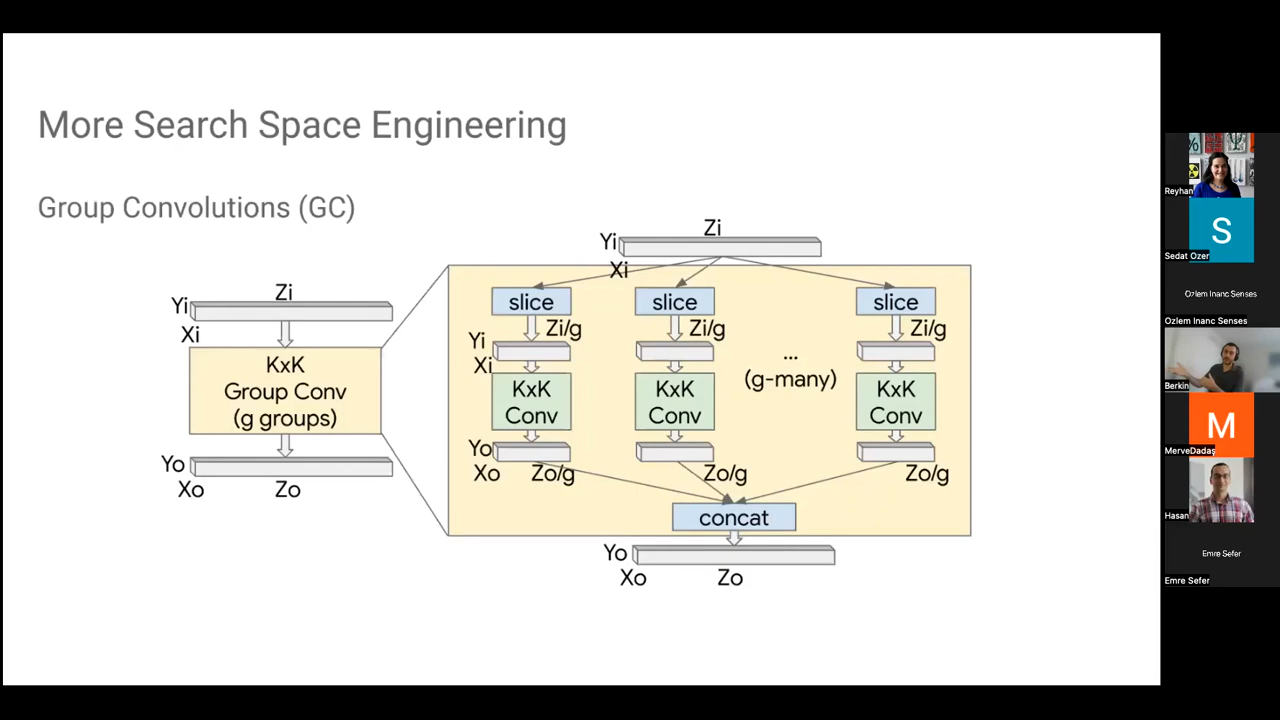 More Search Space Engineering
Group Convolutions (GC)
Zi
Yi
Xi
KxK
Group Conv
(g groups)
Yo
Xo
Zo
Zi
Yi
Xi
slice
slice
slice
Zi/g
Zi/g
Zi/g
Yi
Xi
...
(g-many)
KxK
Conv
KxK
Conv
KxK
Conv
Yo
Xo
Zo/g
Zo/g
Zo/g
concat
Yo
Xo
Zo
Reyhan
S
Sedat Ozer
Ozlem Inanc Senses
Ozlem Inanc Senses
Berkin
M
MerveDadaş
Hasan
Emre Sefer
Emre Sefer